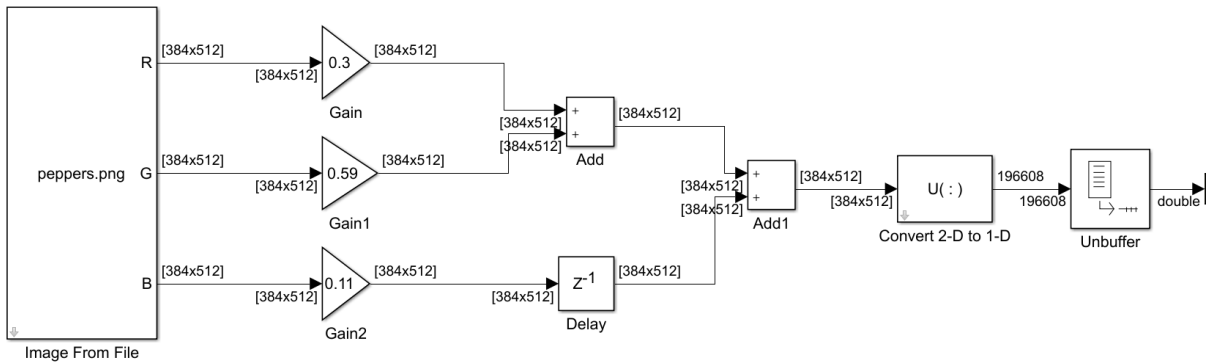 peppers.png
R
G
B
Image From File
[384x512]
[384x512]
0.3
Gain
[384x512]
[384x512]
[384x512]
0.59
Gain1
[384x512]
[384x512]
[384x512]
0.11
Gain2
[384x512]
[384x512]
[384x512]
+
+
Add
[384x512]
[384x512]
Z-1
Delay
[384x512]
[384x512]
[384x512]
+
+
Add1
[384x512]
[384x512]
U( : )
Convert 2-D to 1-D
196608
196608
Unbuffer
double